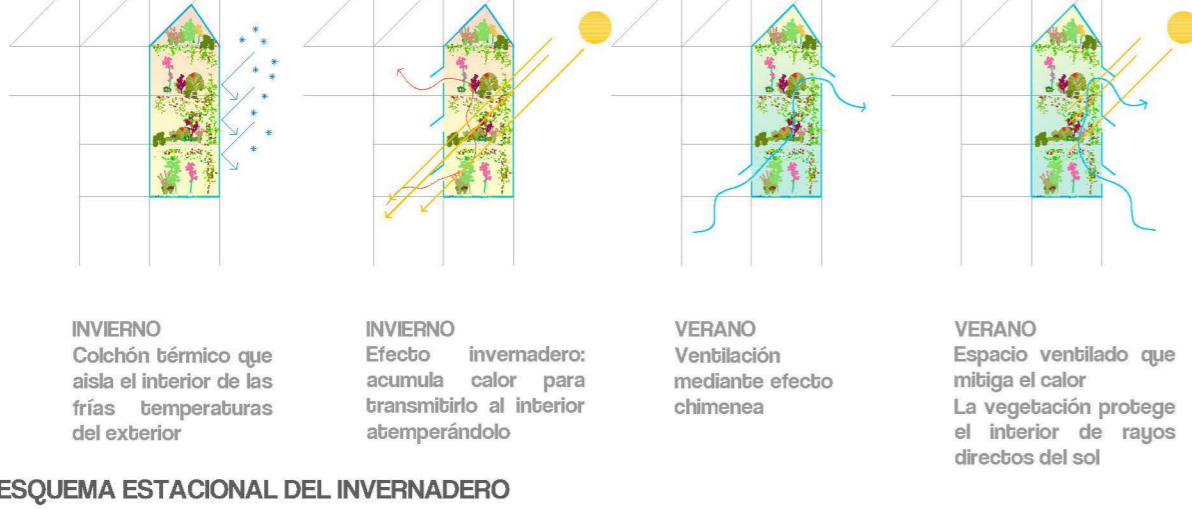 INVIERNO
Colchón térmico que
aisla el interior de las
frías temperaturas
del exterior
INVIERNO
Efecto invernadero:
acumula calor para
transmitirlo al interior
atemperándolo
VERANO
Ventilación
mediante efecto
chimenea
VERANO
Espacio ventilado que
mitiga el calor
La vegetación protege
el interior de rayos
directos del sol
ESQUEMA ESTACIONAL DEL INVERNADERO